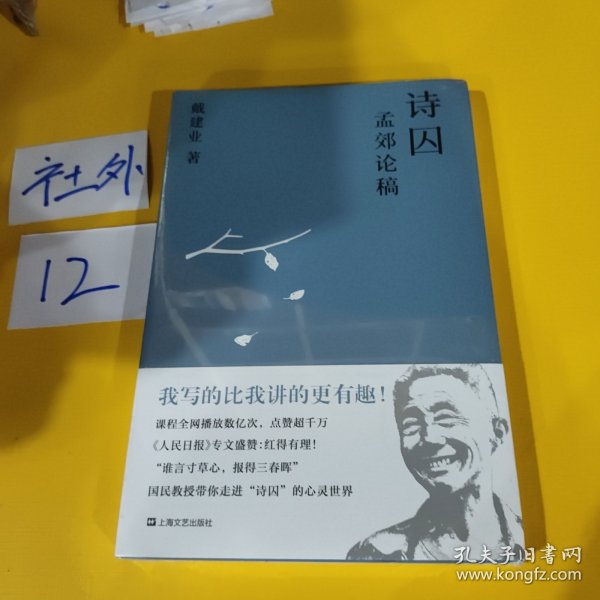 诗囚
孟郊论稿
戴建业 著
社外
12
我写的比我讲的更有趣！
课程全网播放数亿次，点赞超千万
《人民日报》专文盛赞：红得有理！
“谁言寸草心，报得三春晖”
国民教授带你走进“诗囚”的心灵世界
上海文艺出版社
孔夫子旧书网
www.kongfz.com